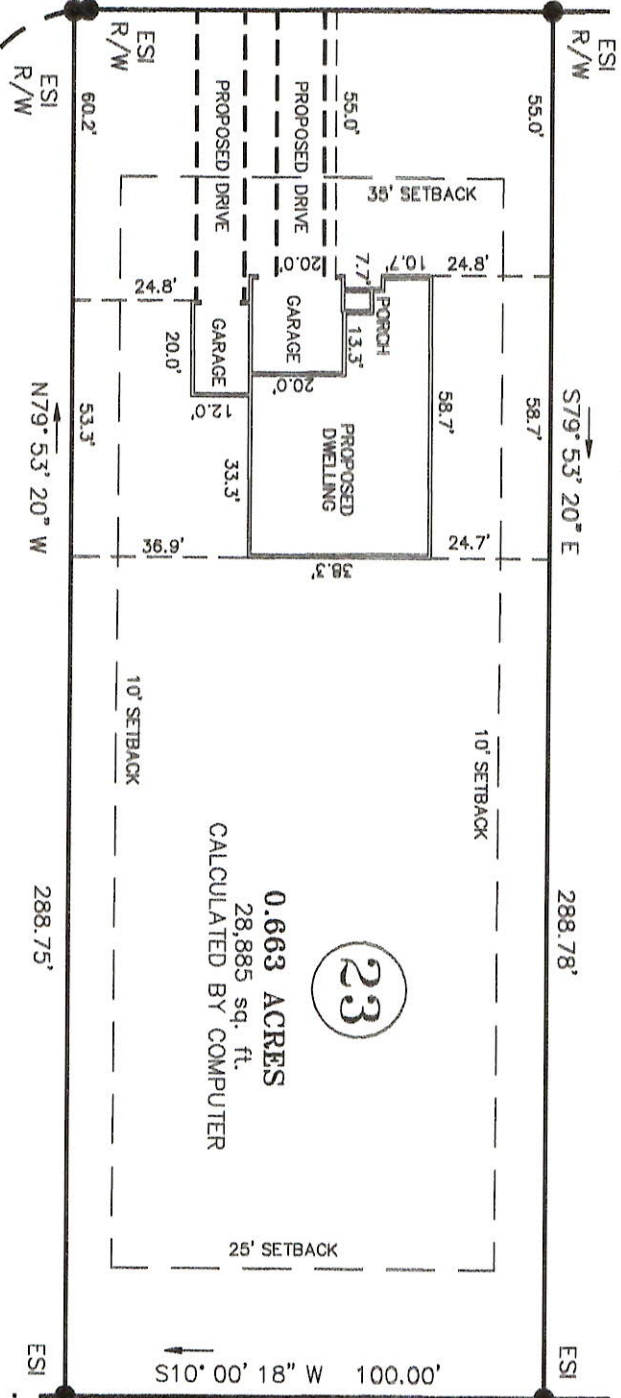 ESI
R/W
ESI
R/W
ESI
R/W
55.0'
S79° 53' 20" E
58.7'
288.78'
55.0'
35' SETBACK
24.8'
10.7'
7.7'
PORCH
13.3'
58.7'
24.7'
PROPOSED DRIVE
20.0'
GARAGE
20.0'
PROPOSED
DWELLING
38.3'
PROPOSED DRIVE
GARAGE
20.0'
12.0'
33.3'
24.8'
36.9'
60.2'
53.3'
N79° 53' 20" W
288.75'
10' SETBACK
10' SETBACK
23
0.663 ACRES
28,885 sq. ft.
CALCULATED BY COMPUTER
25' SETBACK
ESI
ESI
S10° 00' 18" W 100.00'